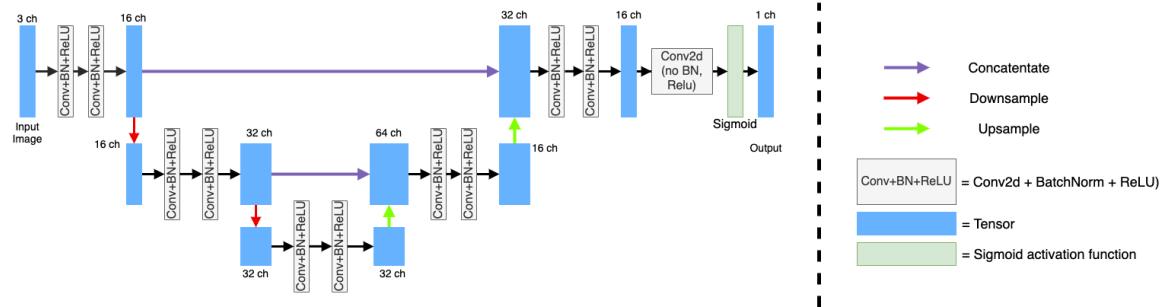 3 ch
16 ch
32 ch
16 ch
1 ch
Conv+BN+ReLU
Conv+BN+ReLU
Conv+BN+ReLU
Conv+BN+ReLU
Conv2d
(no BN,
Relu)
Input
Image
Sigmoid
Output
16 ch
32 ch
64 ch
16 ch
Conv+BN+ReLU
Conv+BN+ReLU
Conv+BN+ReLU
Conv+BN+ReLU
32 ch
Conv+BN+ReLU
Conv+BN+ReLU
32 ch
Concatentate
Downsample
Upsample
Conv+BN+ReLU
= Conv2d + BatchNorm + ReLU)
= Tensor
= Sigmoid activation function